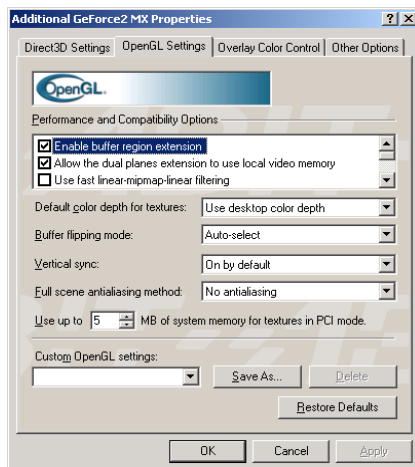 Additional GeForce2 MX Properties
Direct3D Settings OpenGL Settings Overlay Color Control Other Options
OpenGL.
Performance and Compatibility Options
Enable buffer region extension
Allow the dual planes extension to use local video memory
Use fast linear-mipmap-linear filtering
Default color depth for textures: Use desktop color depth
Buffer flipping mode: Auto-select
Vertical sync: On by default
Full scene antialiasing method: No antialiasing
Use up to 5 MB of system memory for textures in PCI mode.
Custom OpenGL settings:
Save As... Delete
Restore Defaults
OK Cancel Apply